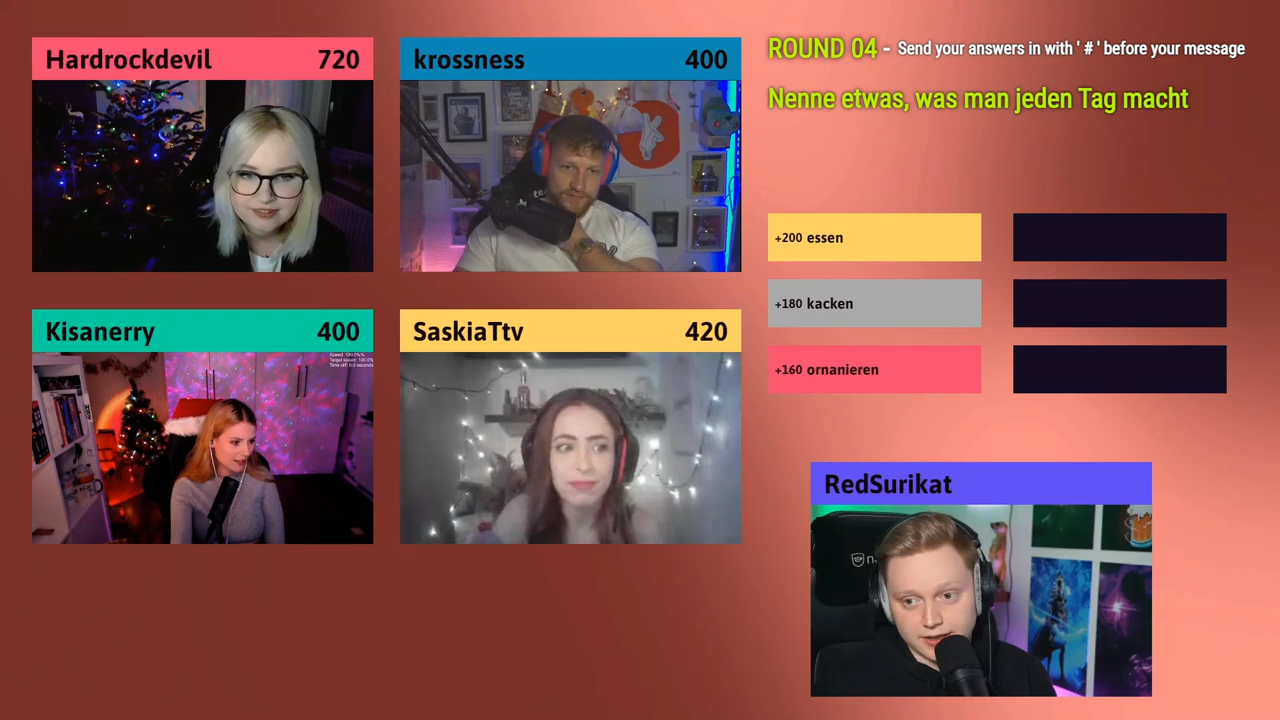 Hardrockdevil 720
krossness 400
ROUND 04 - Send your answers in with ' # ' before your message
Nenne etwas, was man jeden Tag macht
+200 essen
+180 kacken
+160 ornanieren
Kisanerry 400
SaskiaTtv 420
RedSurikat